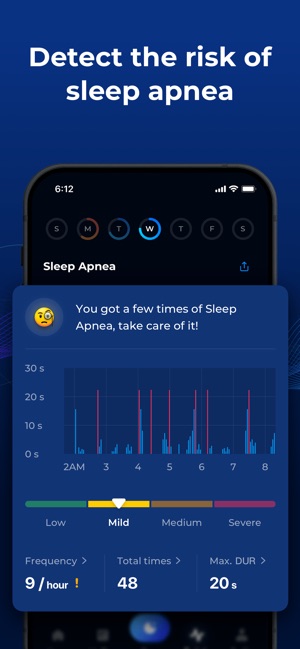 Detect the risk of
sleep apnea
6:12
S M T W T F S
Sleep Apnea
You got a few times of Sleep
Apnea, take care of it!
30 s
20 s
10 s
0 s
2AM 3 4 5 6 7 8
Low Mild Medium Severe
Frequency > Total times > Max. DUR >
9 / hour ! 48 20 s